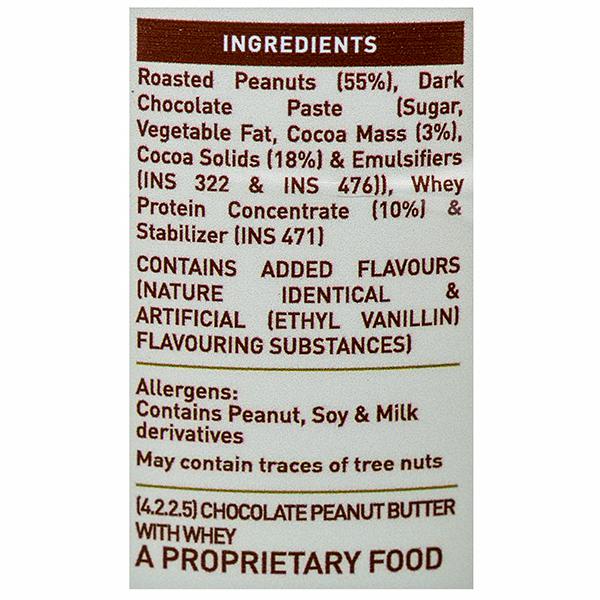 INGREDIENTS
Roasted Peanuts (55%), Dark
Chocolate Paste (Sugar,
Vegetable Fat, Cocoa Mass (3%),
Cocoa Solids (18%) & Emulsifiers
(INS 322 & INS 476)), Whey
Protein Concentrate (10%) &
Stabilizer (INS 471)
CONTAINS ADDED FLAVOURS
(NATURE IDENTICAL &
ARTIFICIAL (ETHYL VANILLIN)
FLAVOURING SUBSTANCES)
Allergens:
Contains Peanut, Soy & Milk
derivatives
May contain traces of tree nuts
(4.2.2.5) CHOCOLATE PEANUT BUTTER
WITH WHEY
A PROPRIETARY FOOD